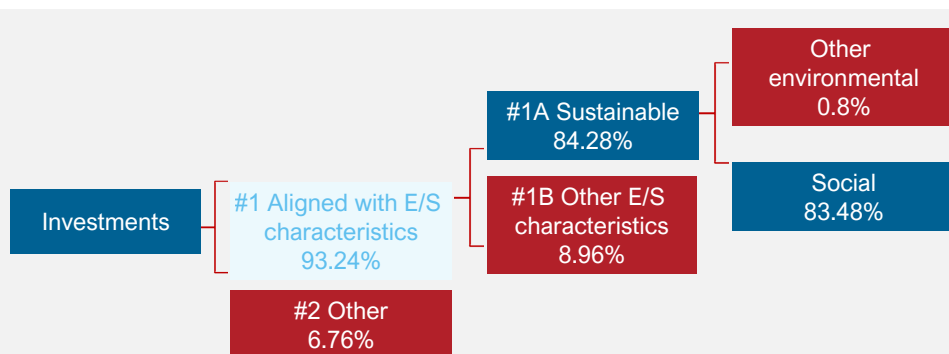 Investments
#1 Aligned with E/S
characteristics
93.24%
#2 Other
6.76%
#1A Sustainable
84.28%
#1B Other E/S
characteristics
8.96%
Other
environmental
0.8%
Social
83.48%